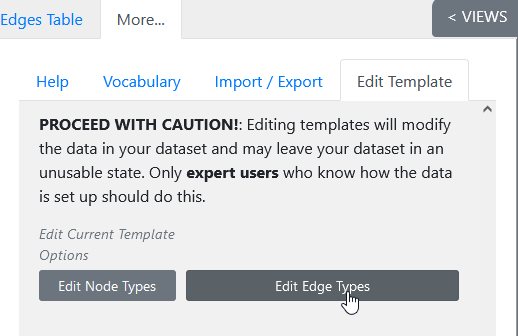 Edges Table More... < VIEWS
Help Vocabulary Import / Export Edit Template
PROCEED WITH CAUTION!: Editing templates will modify
the data in your dataset and may leave your dataset in an
unusable state. Only expert users who know how the data
is set up should do this.
Edit Current Template
Options
Edit Node Types Edit Edge Types